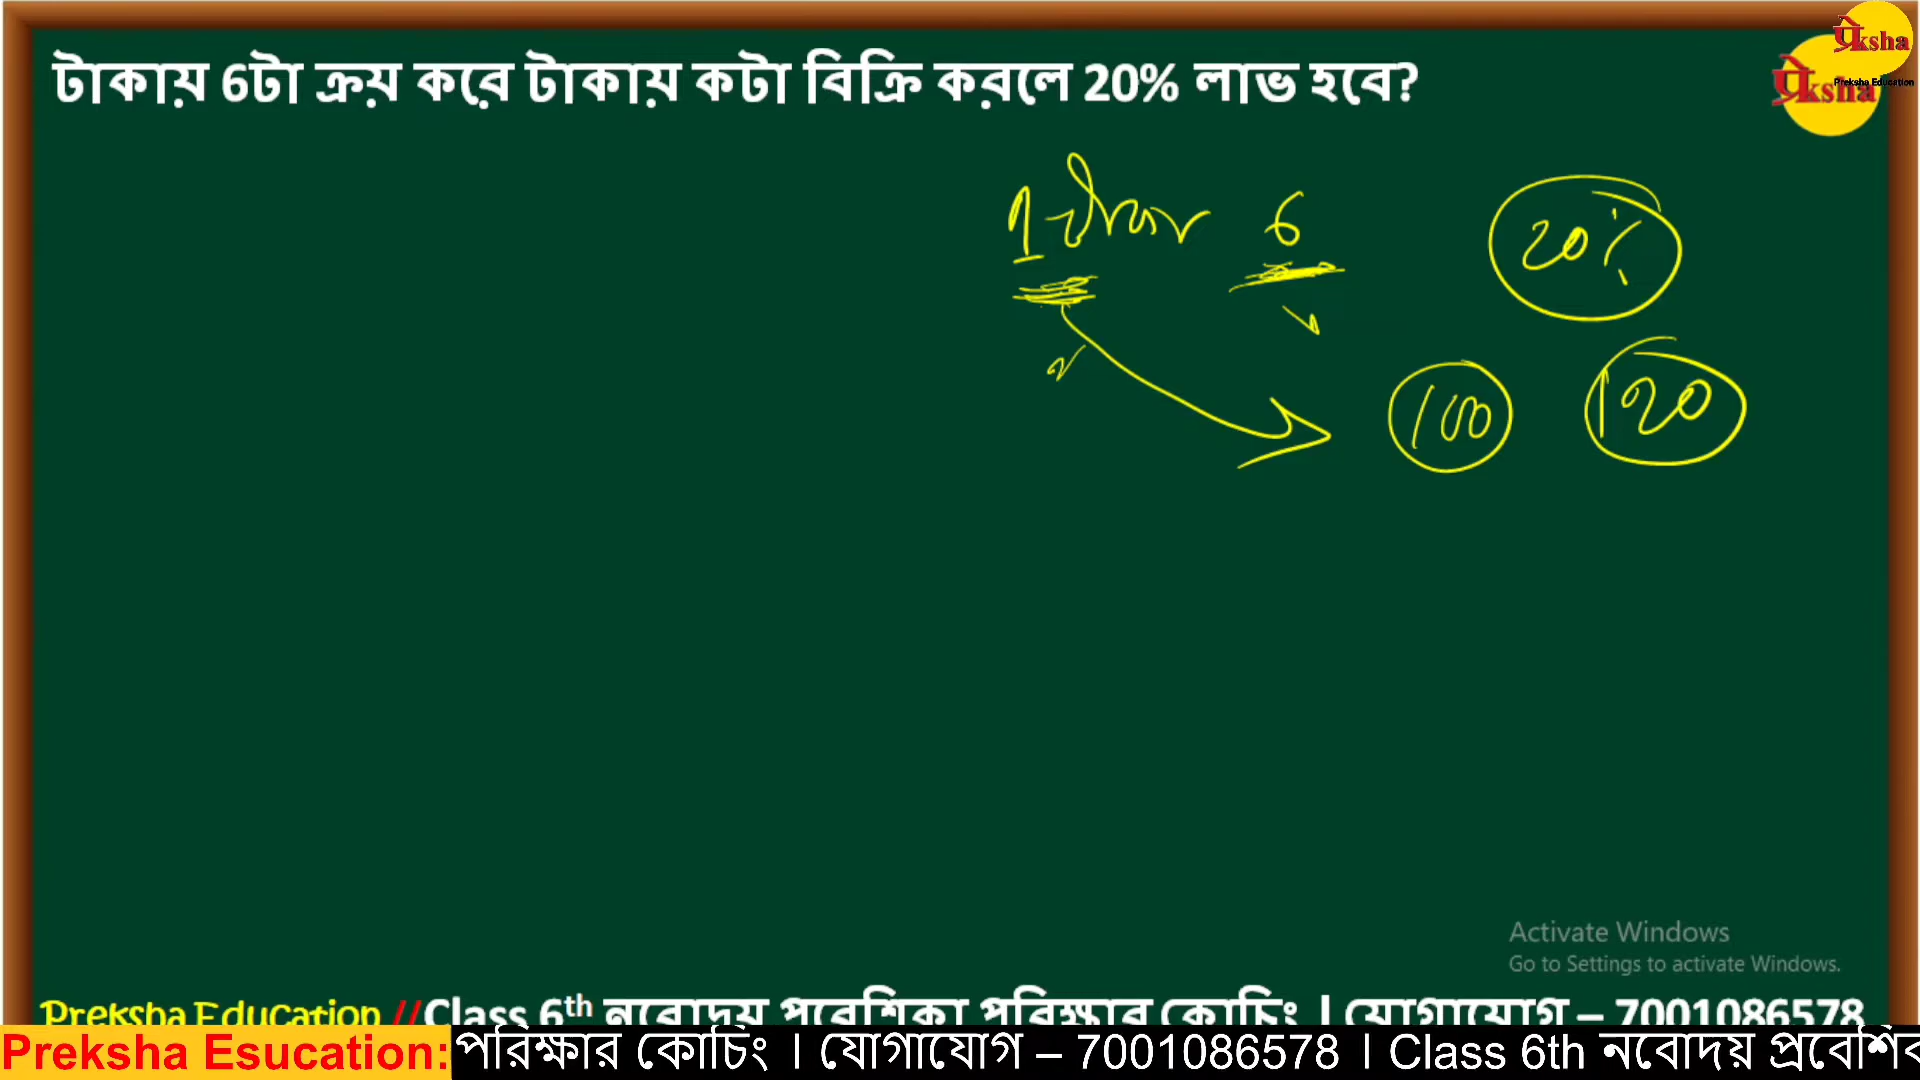 টাকায় 6টা ক্রয় করে টাকায় কটা বিক্রি করলে 20% লাভ হবে?
প্রেksha
Preksha Education
প্রেksha
1 টাকায় 6 20%
100 120
Activate Windows
Go to Settings to activate Windows.
Preksha Education //Class 6th নবোদয় প্রবেশিকা পরিক্ষার কোচিং । যোগাযোগ – 7001086578
Preksha Esucation: পরিক্ষার কোচিং । যোগাযোগ – 7001086578 । Class 6th নবোদয়